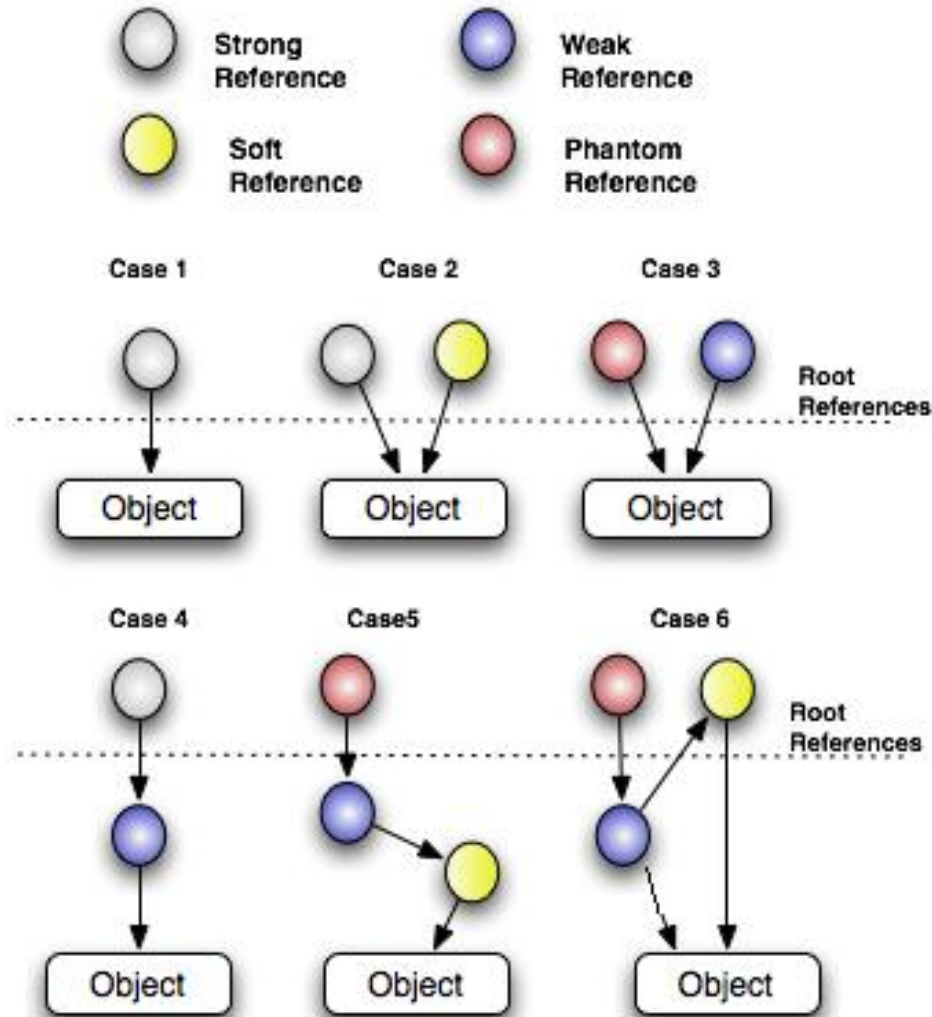 Strong
Reference
Weak
Reference
Soft
Reference
Phantom
Reference
Case 1
Case 2
Case 3
Root
References
Object
Object
Object
Case 4
Case5
Case 6
Root
References
Object
Object
Object